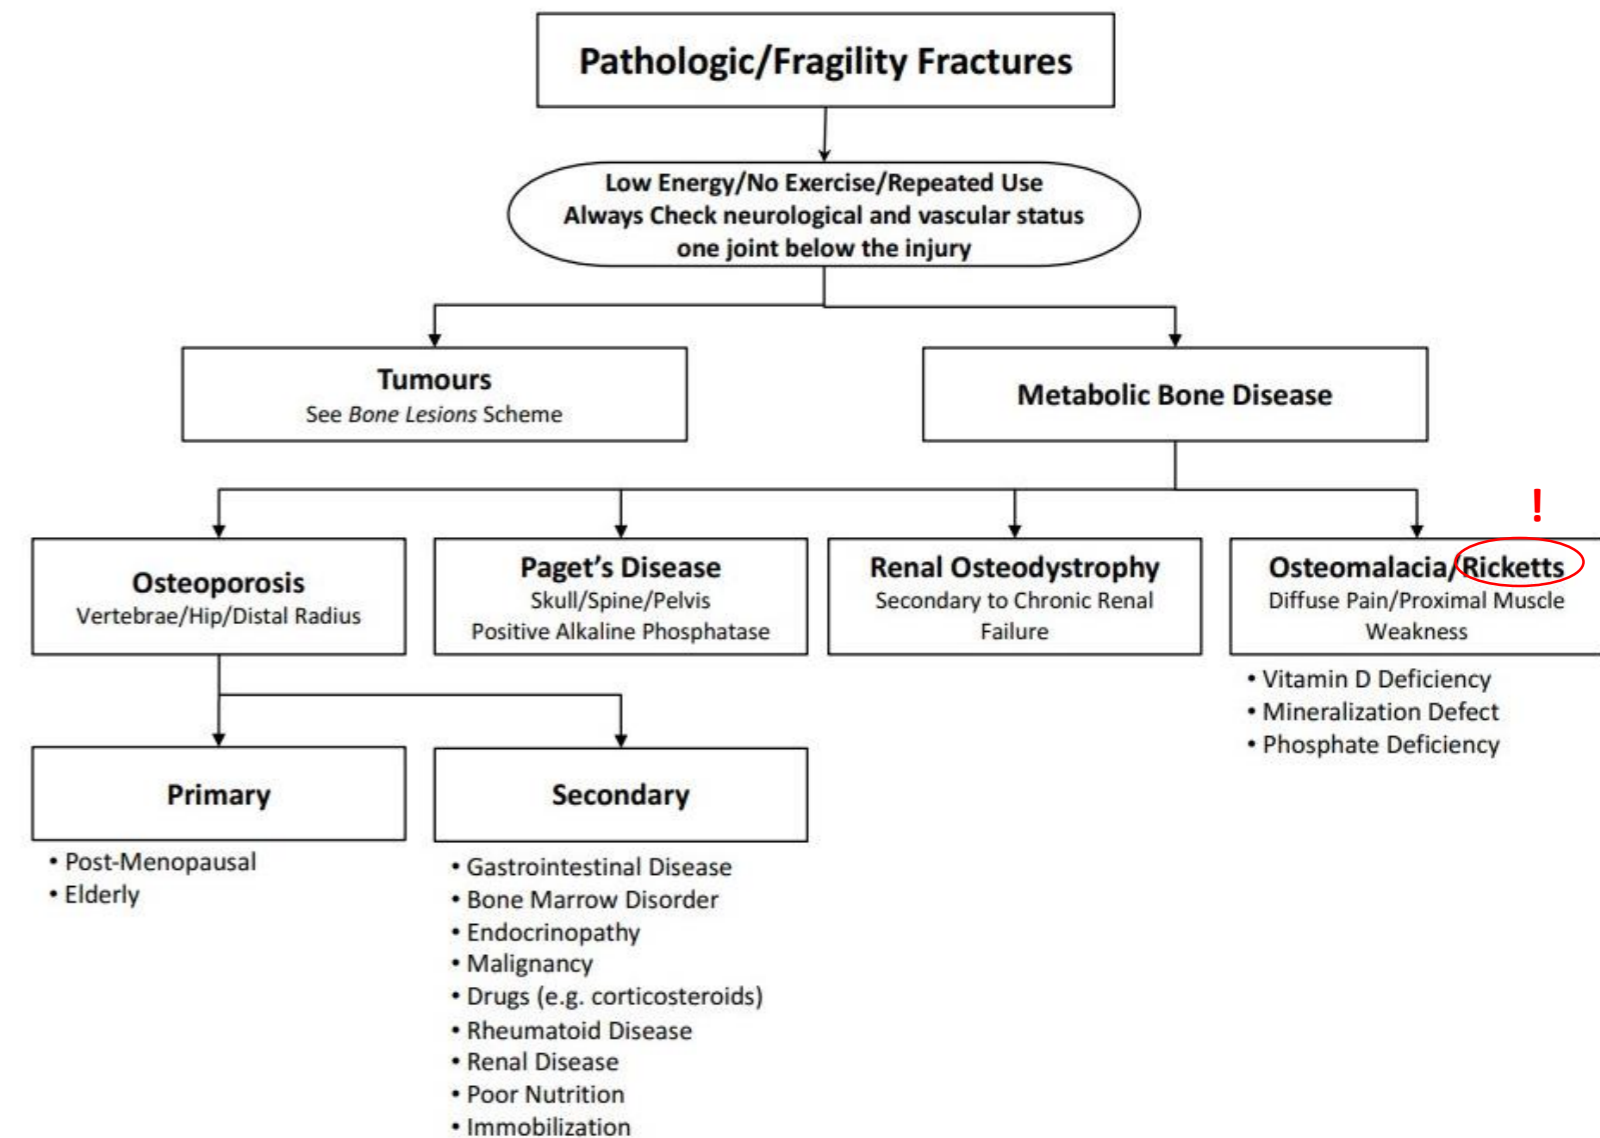 Pathologic/Fragility Fractures
Low Energy/No Exercise/Repeated Use
Always Check neurological and vascular status
one joint below the injury
Tumours
See Bone Lesions Scheme
Metabolic Bone Disease
!
Osteoporosis
Vertebrae/Hip/Distal Radius
Paget's Disease
Skull/Spine/Pelvis
Positive Alkaline Phosphatase
Renal Osteodystrophy
Secondary to Chronic Renal
Failure
Osteomalacia/Ricketts
Diffuse Pain/Proximal Muscle
Weakness
• Vitamin D Deficiency
• Mineralization Defect
• Phosphate Deficiency
Primary
• Post-Menopausal
• Elderly
Secondary
• Gastrointestinal Disease
• Bone Marrow Disorder
• Endocrinopathy
• Malignancy
• Drugs (e.g. corticosteroids)
• Rheumatoid Disease
• Renal Disease
• Poor Nutrition
• Immobilization